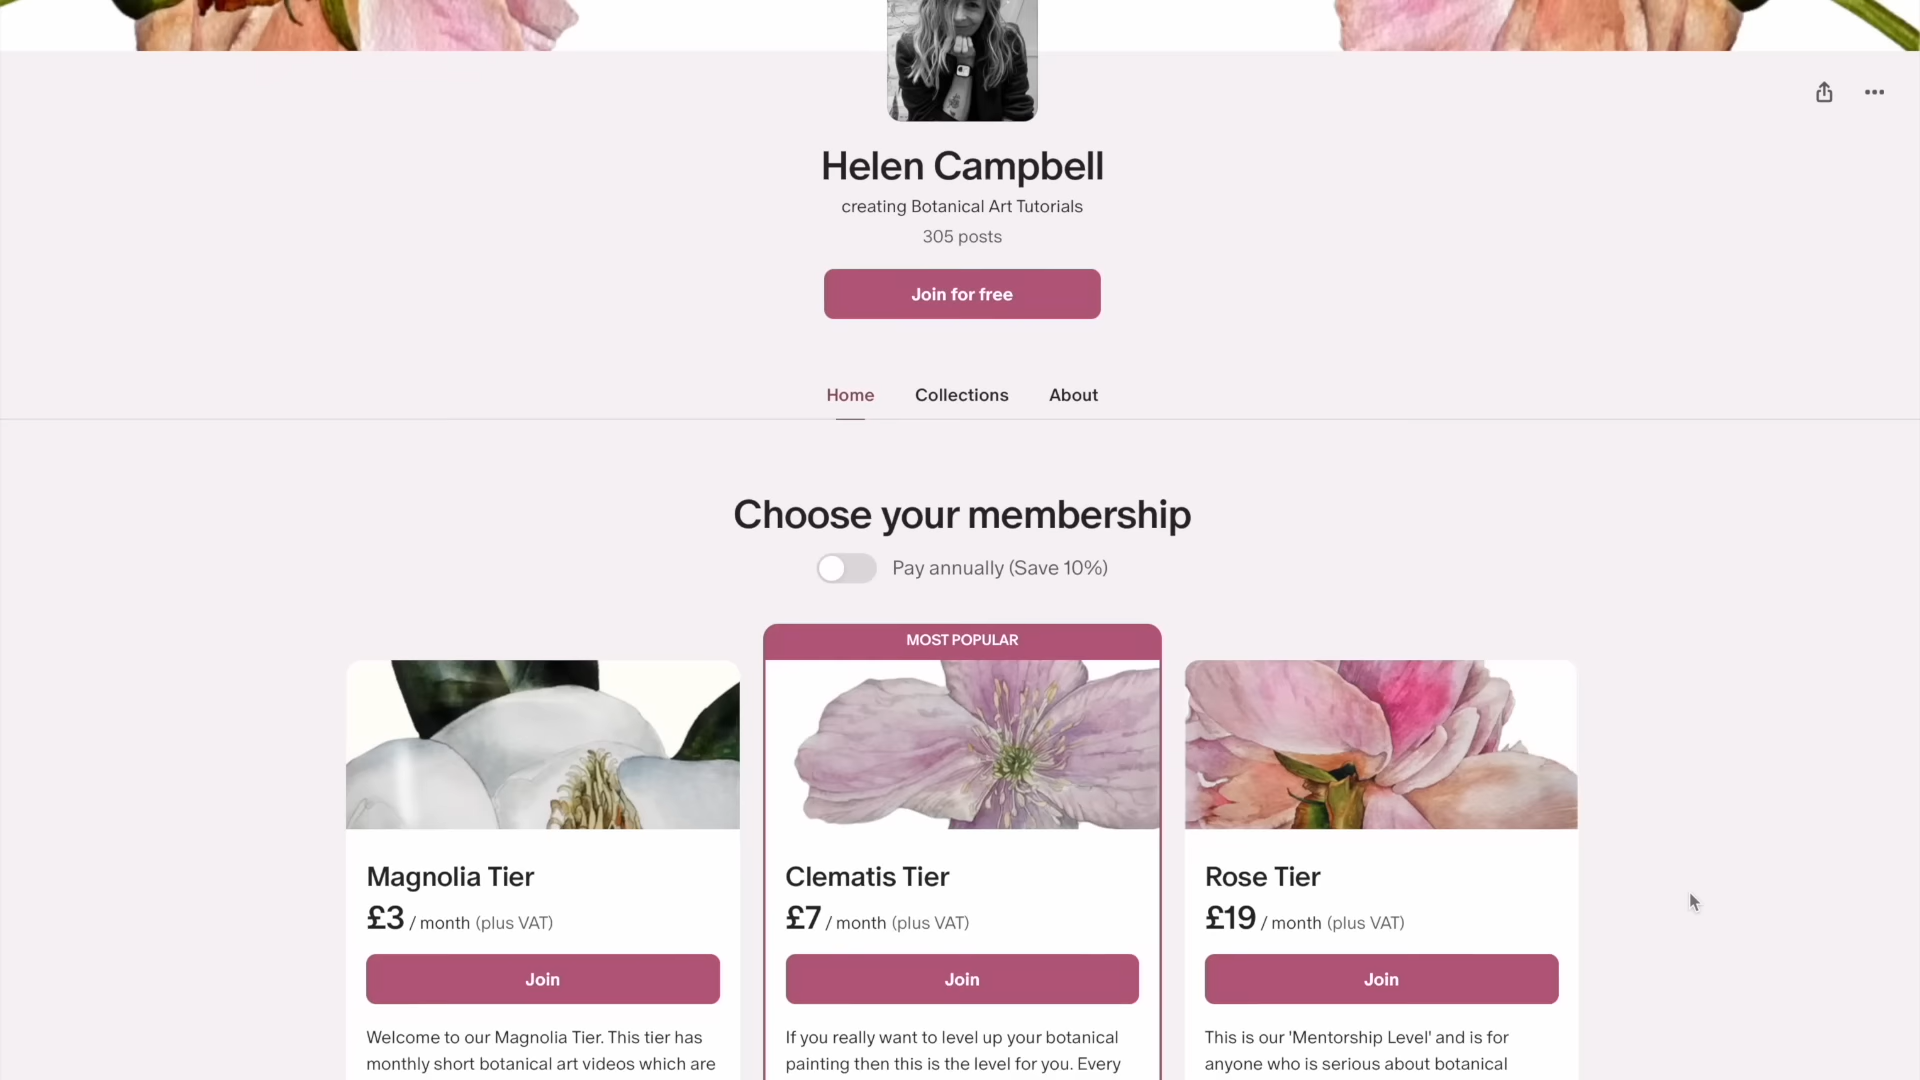 Helen Campbell
creating Botanical Art Tutorials
305 posts
Join for free
Home Collections About
Choose your membership
Pay annually (Save 10%)
MOST POPULAR
Magnolia Tier
£3 / month (plus VAT)
Join
Welcome to our Magnolia Tier. This tier has
monthly short botanical art videos which are
Clematis Tier
£7 / month (plus VAT)
Join
If you really want to level up your botanical
painting then this is the level for you. Every
Rose Tier
£19 / month (plus VAT)
Join
This is our 'Mentorship Level' and is for
anyone who is serious about botanical